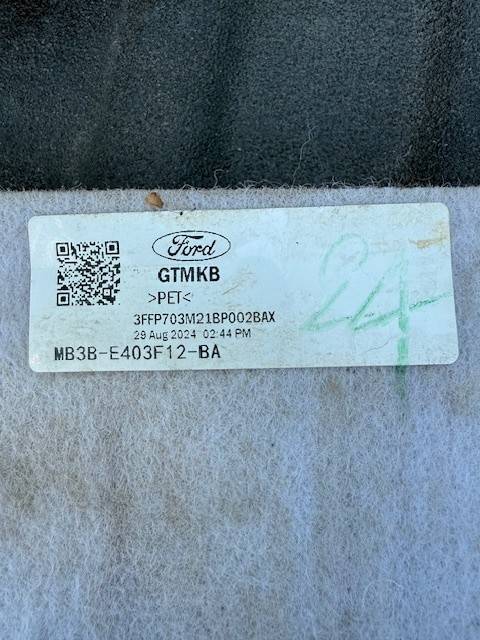 Ford
GTMKB
>PET<
3FFP703M21BP002BAX
29 Aug 2024 02:44 PM
MB3B-E403F12-BA
24